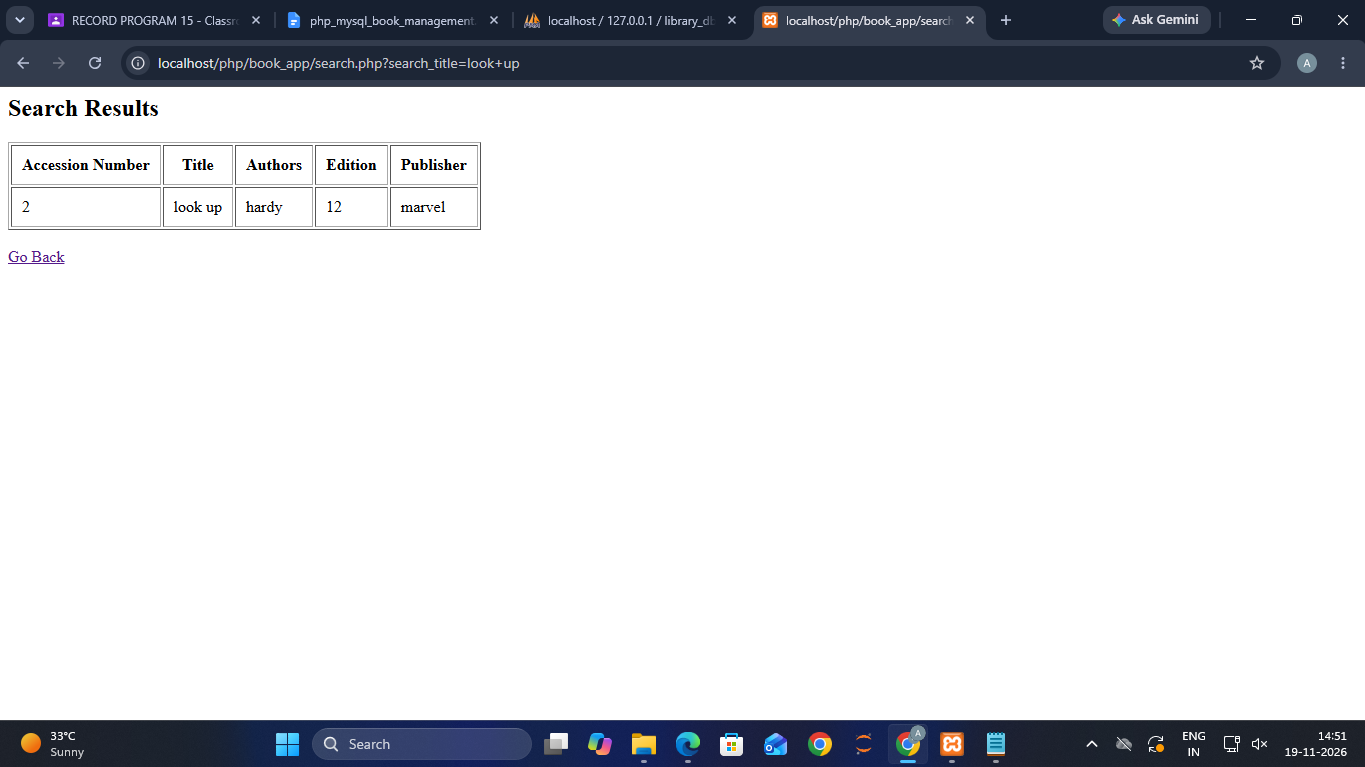 RECORD PROGRAM 15 - Classr
php_mysql_book_management
localhost / 127.0.0.1 / library_db
localhost/php/book_app/search
Ask Gemini
localhost/php/book_app/search.php?search_title=look+up
A
Search Results
Accession Number Title Authors Edition Publisher
2 look up hardy 12 marvel
Go Back
33°C
Sunny
Search
A
ENG
IN
14:51
19-11-2026